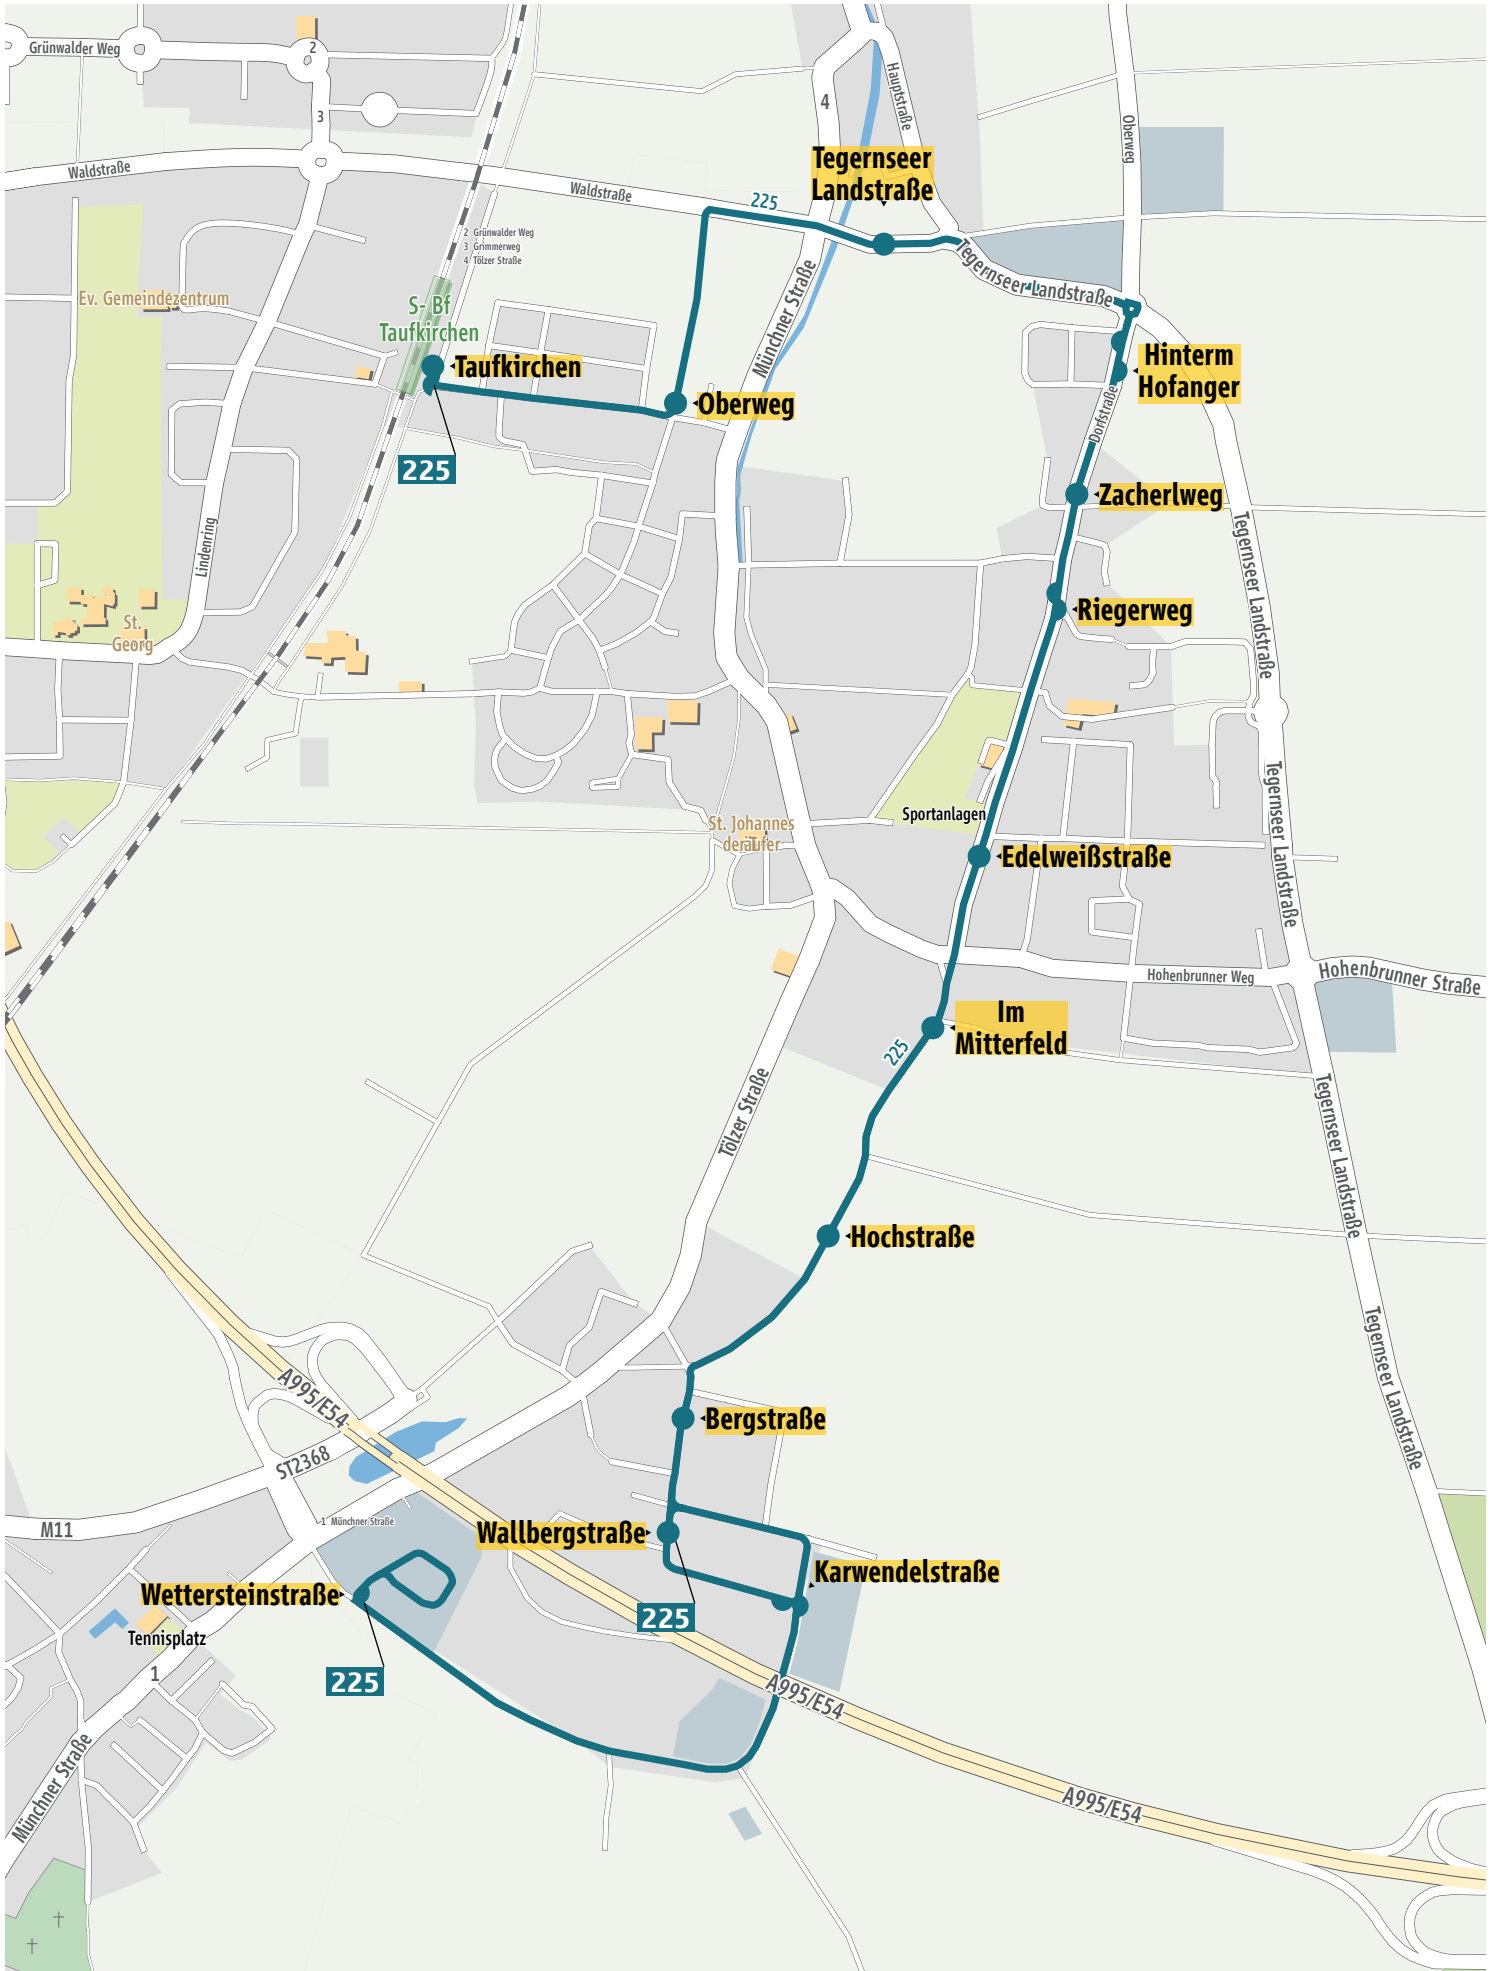 Grünwalder Weg
2
3
4
Hauptstraße
Oberweg
Waldstraße
Waldstraße
225
Tegernseer
Landstraße
2 Grünwalder Weg
3 Grimmerweg
4 Tölzer Straße
Ev. Gemeindezentrum
S- Bf
Taufkirchen
Münchner Straße
Tegernseer Landstraße
Taufkirchen
Oberweg
Hinterm
Hofanger
Dorfstraße
225
Zacherlweg
Lindenring
Tegernseer Landstraße
Riegerweg
St.
Georg
Tegernseer Landstraße
Sportanlagen
St. Johannes
der Täufer
Edelweißstraße
Hohenbrunner Weg
Hohenbrunner Straße
Im
Mitterfeld
225
Tölzer Straße
Tegernseer Landstraße
Hochstraße
Tegernseer Landstraße
A995/E54
Bergstraße
ST2368
M11
1 Münchner Straße
Wallbergstraße
Karwendelstraße
Wettersteinstraße
225
Tennisplatz
1
225
A995/E54
Münchner Straße
A995/E54